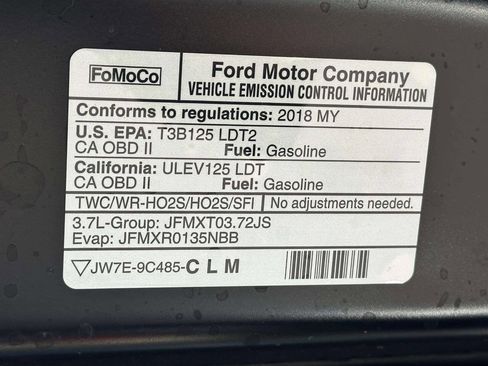 FoMoCo
Ford Motor Company
VEHICLE EMISSION CONTROL INFORMATION
Conforms to regulations: 2018 MY
U.S. EPA: T3B125 LDT2
CA OBD II Fuel: Gasoline
California: ULEV125 LDT
CA OBD II Fuel: Gasoline
TWC/WR-HO2S/HO2S/SFI No adjustments needed.
3.7L-Group: JFMXT03.72JS
Evap: JFMXR0135NBB
JW7E-9C485-C L M